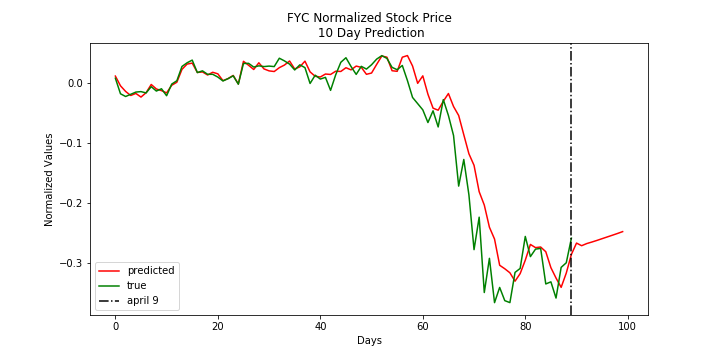 FYC Normalized Stock Price
10 Day Prediction
Normalized Values
0.0
−0.1
−0.2
−0.3
0
20
40
60
80
100
Days
predicted
true
april 9